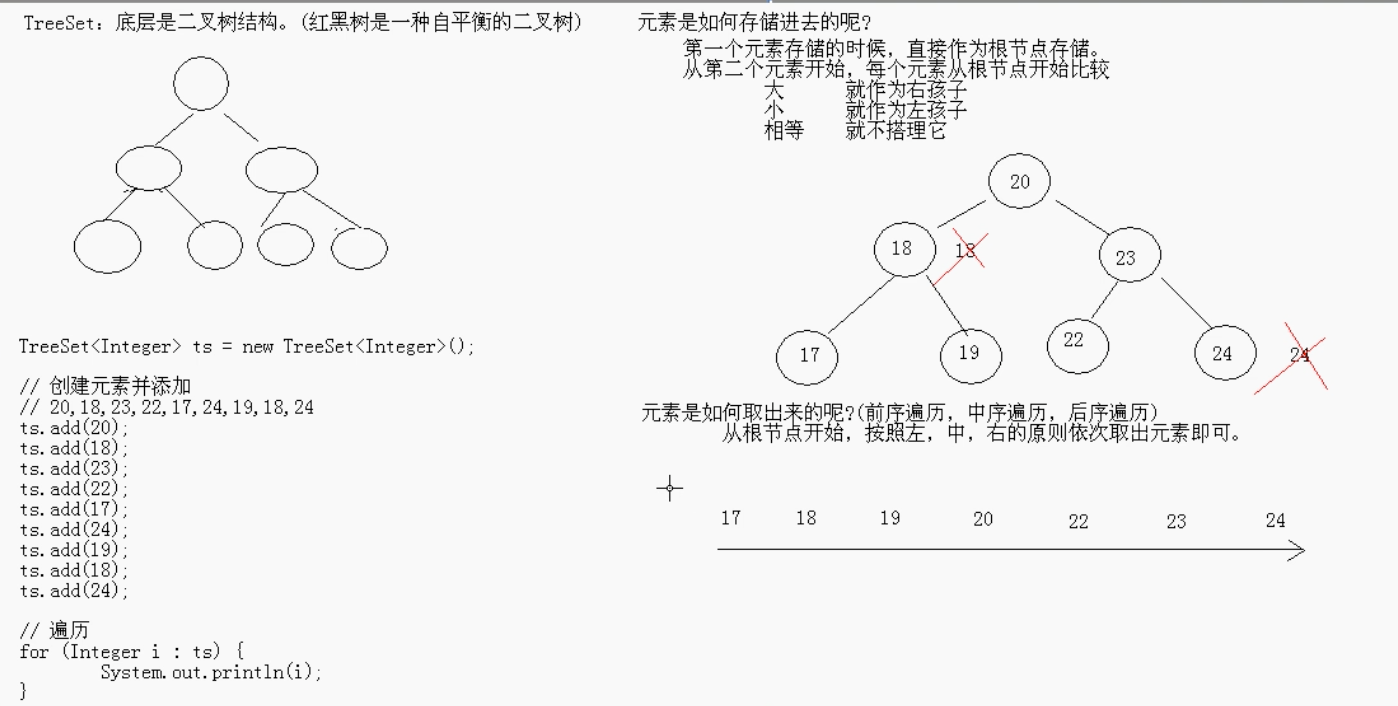 TreeSet: 底层是二叉树结构。(红黑树是一种自平衡的二叉树)
TreeSet<Integer> ts = new TreeSet<Integer>();
// 创建元素并添加
// 20,18,23,22,17,24,19,18,24
ts.add(20);
ts.add(18);
ts.add(23);
ts.add(22);
ts.add(17);
ts.add(24);
ts.add(19);
ts.add(18);
ts.add(24);
// 遍历
for (Integer i : ts) {
System.out.println(i);
}
元素是如何存储进去的呢?
第一个元素存储的时候, 直接作为根节点存储。
从第二个元素开始, 每个元素从根节点开始比较
大 就作为右孩子
小 就作为左孩子
相等 就不搭理它
20
18 18 23
17 19 22 24 24
元素是如何取出来的呢?(前序遍历, 中序遍历, 后序遍历)
从根节点开始, 按照左, 中, 右的原则依次取出元素即可。
17 18 19 20 22 23 24